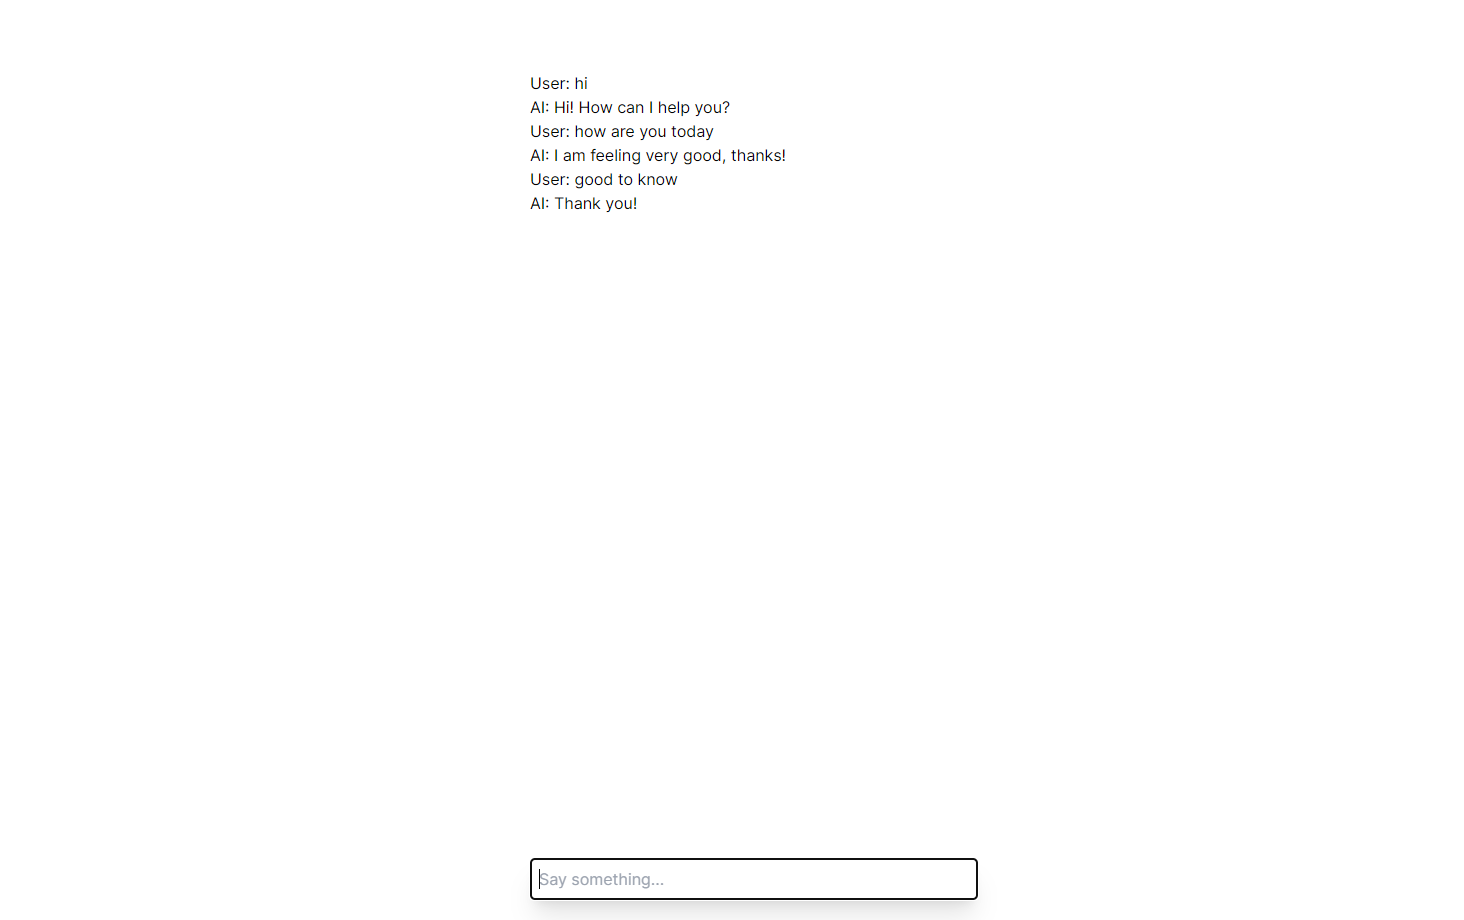 User: hi
AI: Hi! How can I help you?
User: how are you today
AI: I am feeling very good, thanks!
User: good to know
AI: Thank you!
Say something...